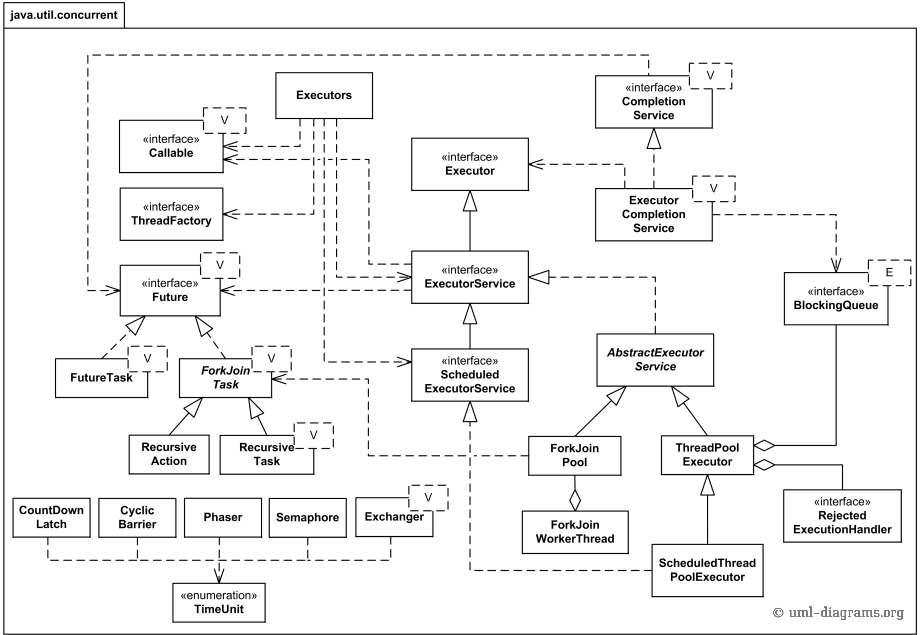 java.util.concurrent
Executors
V
«interface»
Callable
«interface»
ThreadFactory
V
«interface»
Future
V
FutureTask
V
ForkJoin
Task
Recursive
Action
V
Recursive
Task
«interface»
Executor
«interface»
ExecutorService
«interface»
Scheduled
ExecutorService
V
«interface»
Completion
Service
V
Executor
Completion
Service
E
«interface»
BlockingQueue
AbstractExecutor
Service
ForkJoin
Pool
ThreadPool
Executor
ForkJoin
WorkerThread
«interface»
Rejected
ExecutionHandler
ScheduledThread
PoolExecutor
CountDown
Latch
Cyclic
Barrier
Phaser
Semaphore
V
Exchanger
«enumeration»
TimeUnit
© uml-diagrams.org